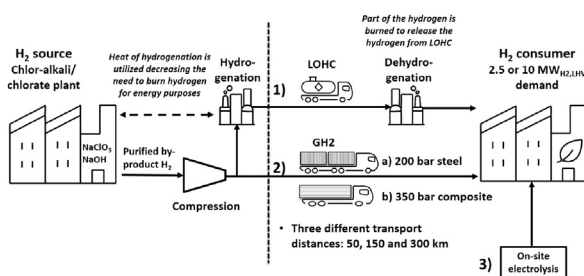 H2 source
Chlor-alkali/
chlorate plant
Heat of hydrogenation is
utilized decreasing the
need to burn hydrogen
for energy purposes
Hydro-
genation
Part of the hydrogen is
burned to release the
hydrogen from LOHC
LOHC
Dehydro-
genation
H2 consumer
2.5 or 10 MWH2,LHV
demand
1)
NaClO3
NaOH
Purified by-
product H2
Compression
2)
GH2
a) 200 bar steel
b) 350 bar composite
• Three different transport
distances: 50, 150 and 300 km
3)
On-site
electrolysis